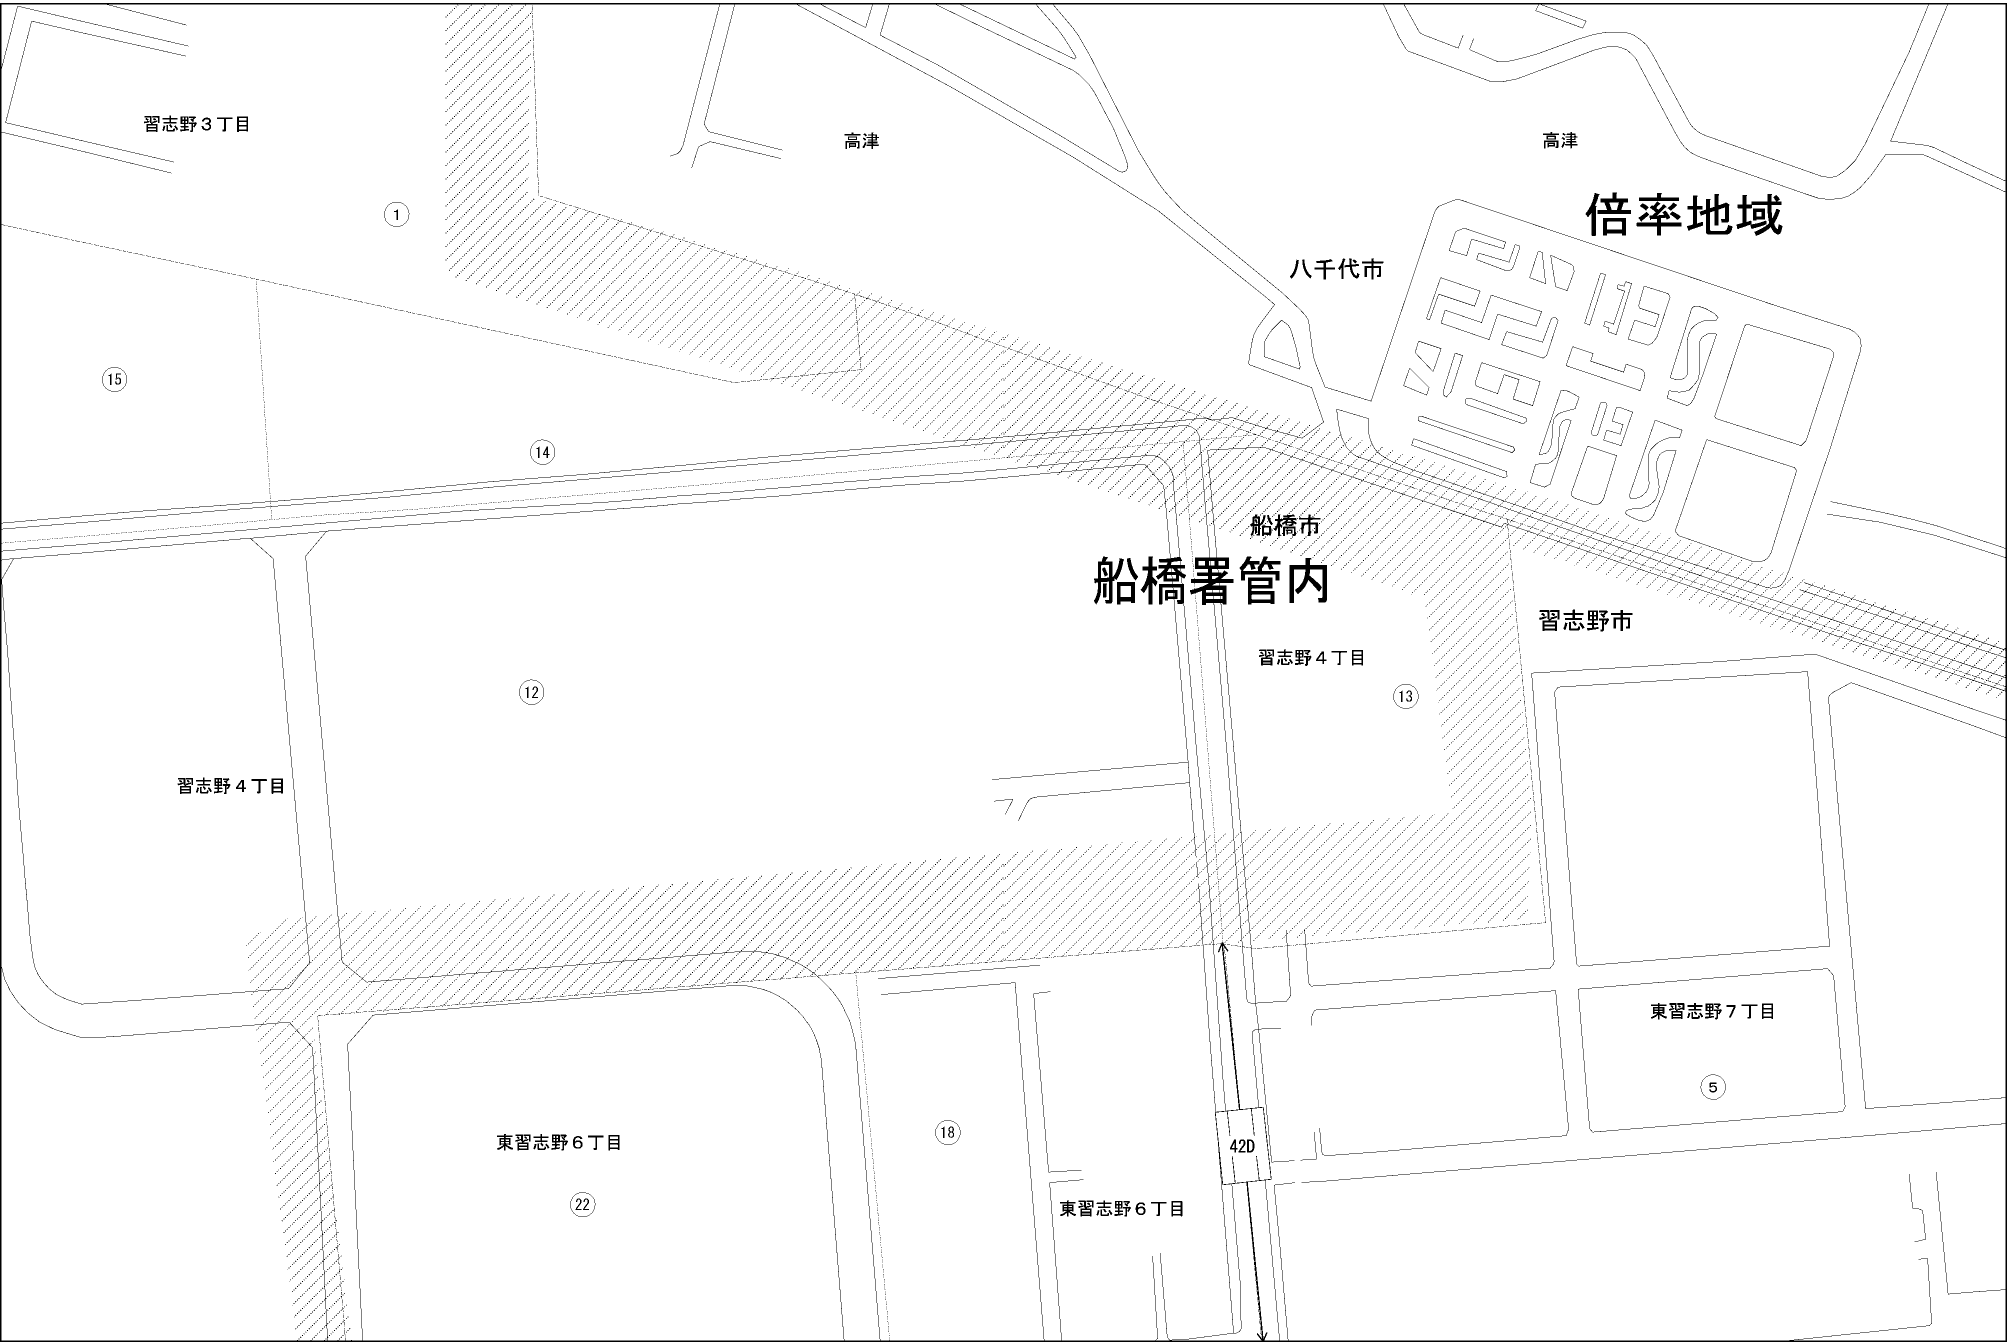 習志野３丁目
高津
高津
①
倍率地域
八千代市
⑮
⑭
船橋市
船橋署管内
習志野市
習志野４丁目
⑫
⑬
習志野４丁目
東習志野７丁目
⑤
東習志野６丁目
⑱
42D
㉒
東習志野６丁目